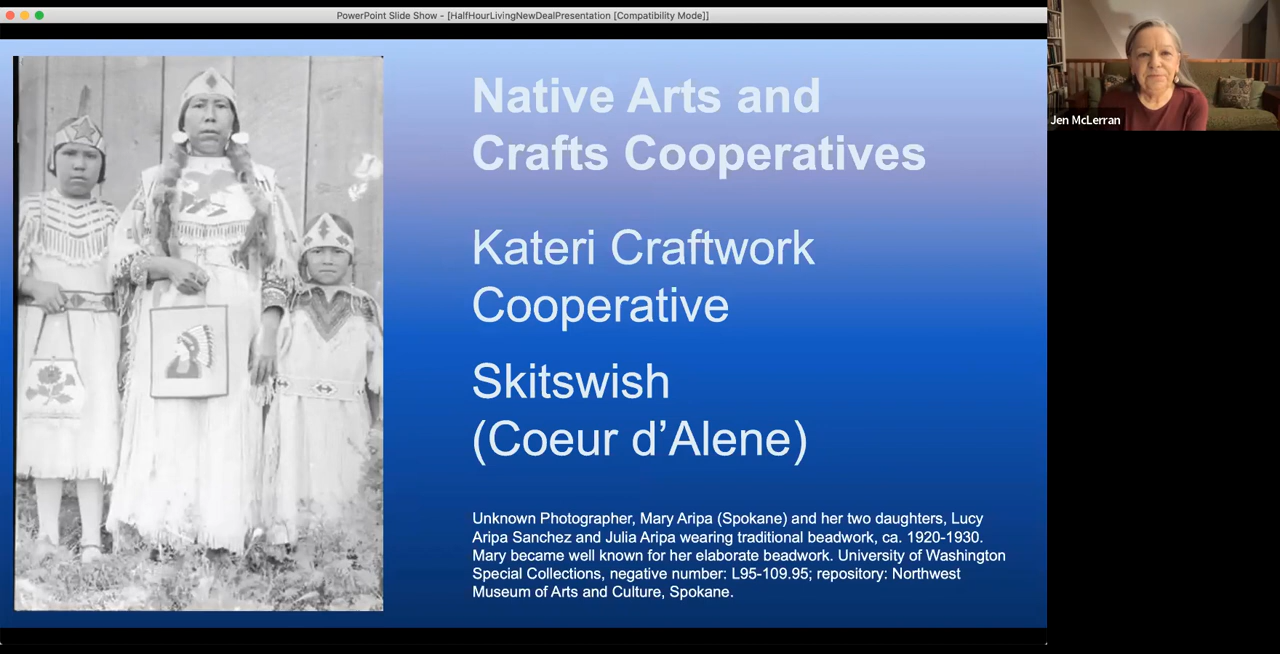 PowerPoint Slide Show - [HalfHourLivingNewDealPresentation [Compatibility Mode]]
Native Arts and
Crafts Cooperatives
Kateri Craftwork
Cooperative
Skitswish
(Coeur d’Alene)
Unknown Photographer, Mary Aripa (Spokane) and her two daughters, Lucy
Aripa Sanchez and Julia Aripa wearing traditional beadwork, ca. 1920-1930.
Mary became well known for her elaborate beadwork. University of Washington
Special Collections, negative number: L95-109.95; repository: Northwest
Museum of Arts and Culture, Spokane.
Jen McLerran